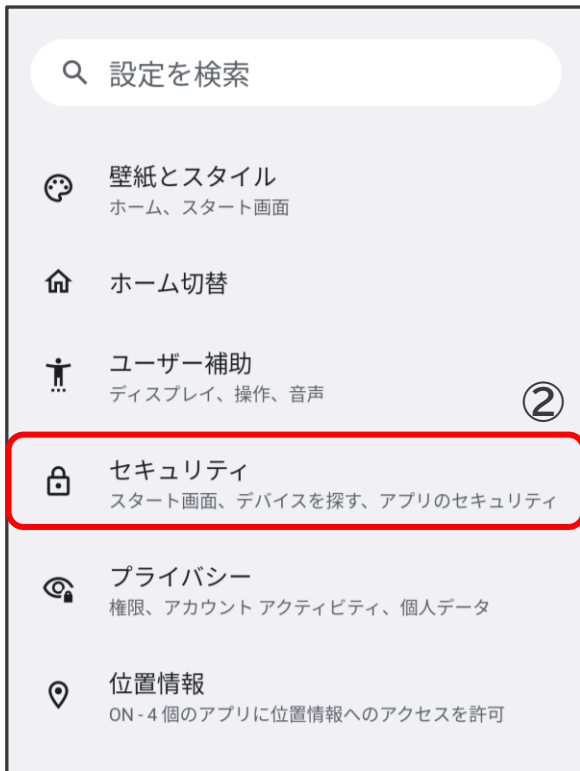 設定を検索
壁紙とスタイル
ホーム、スタート画面
ホーム切替
ユーザー補助
ディスプレイ、操作、音声
②
セキュリティ
スタート画面、デバイスを探す、アプリのセキュリティ
プライバシー
権限、アカウント アクティビティ、個人データ
位置情報
ON - 4 個のアプリに位置情報へのアクセスを許可